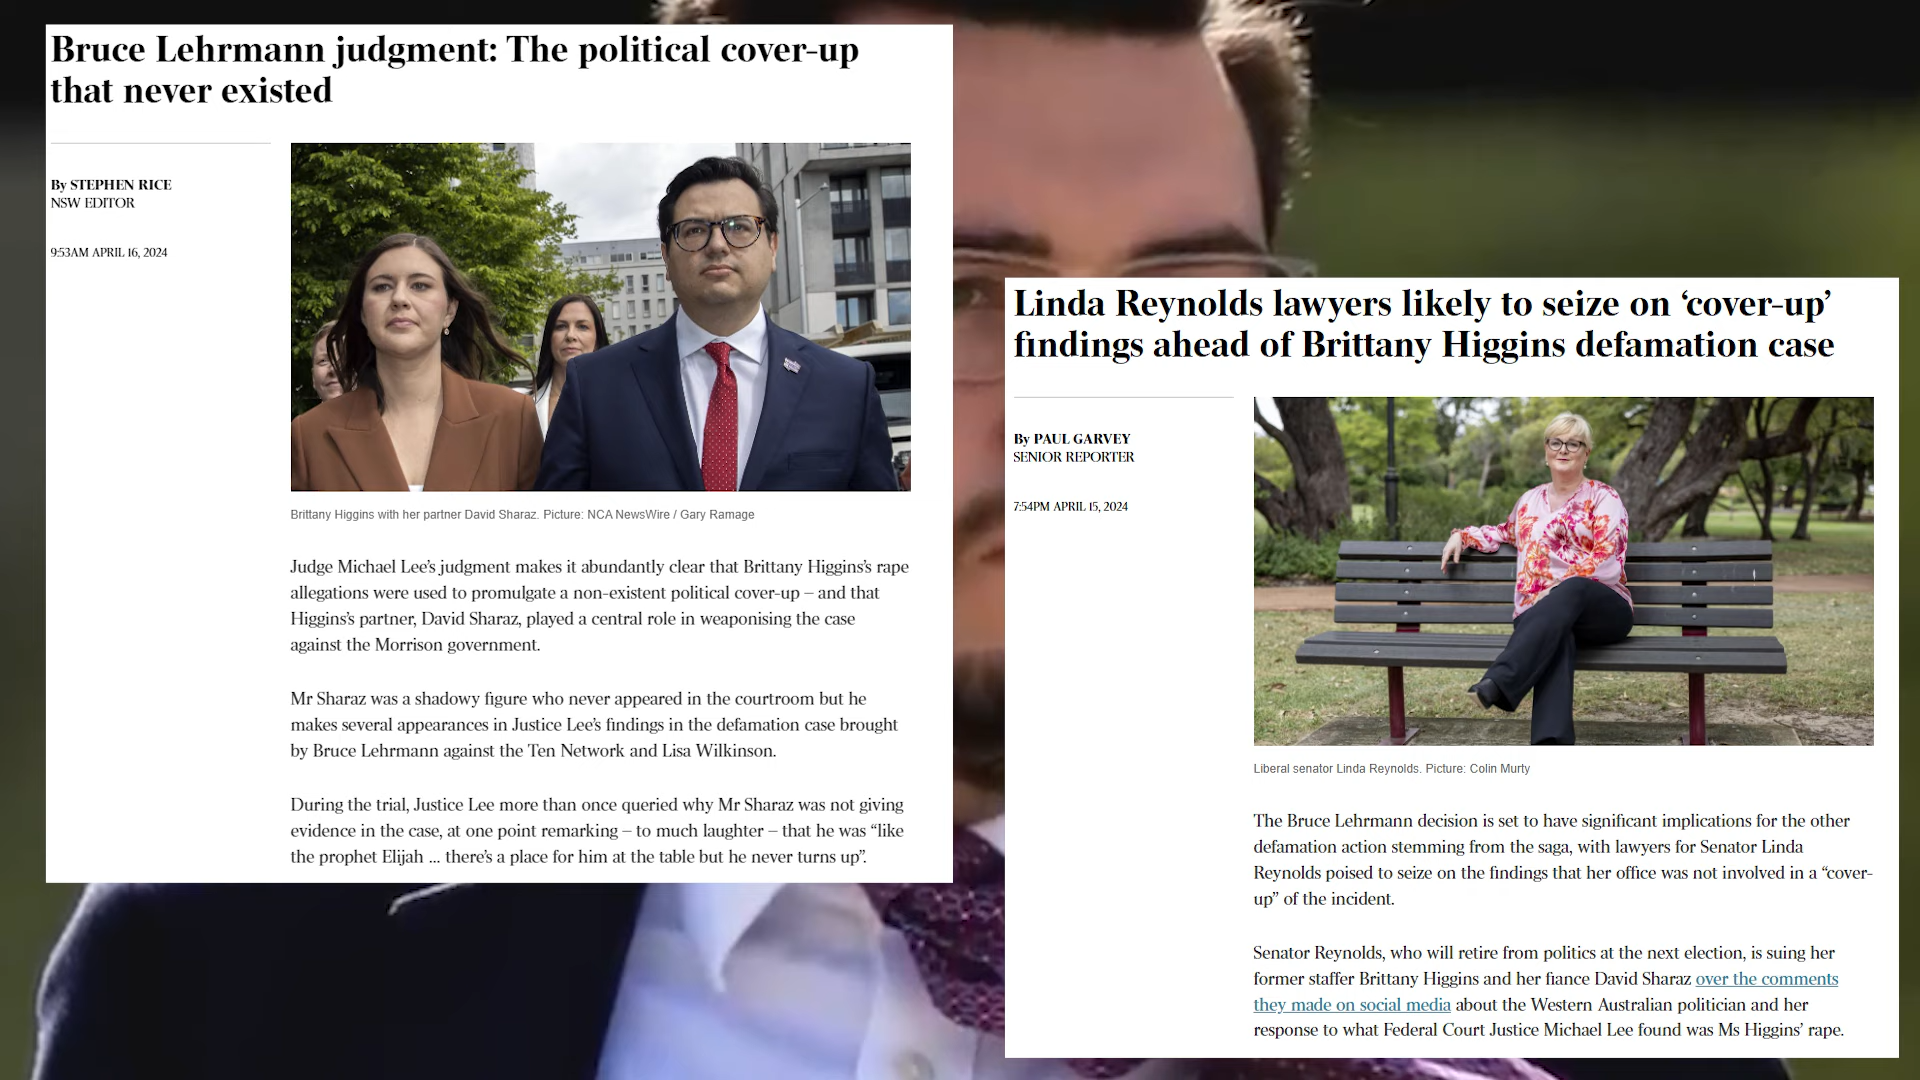 Bruce Lehrmann judgment: The political cover-up
that never existed
By STEPHEN RICE
NSW EDITOR
9:53AM APRIL 16, 2024
Brittany Higgins with her partner David Sharaz. Picture: NCA NewsWire / Gary Ramage
Judge Michael Lee’s judgment makes it abundantly clear that Brittany Higgins’s rape
allegations were used to promulgate a non-existent political cover-up – and that
Higgins’s partner, David Sharaz, played a central role in weaponising the case
against the Morrison government.
Mr Sharaz was a shadowy figure who never appeared in the courtroom but he
makes several appearances in Justice Lee’s findings in the defamation case brought
by Bruce Lehrmann against the Ten Network and Lisa Wilkinson.
During the trial, Justice Lee more than once queried why Mr Sharaz was not giving
evidence in the case, at one point remarking – to much laughter – that he was “like
the prophet Elijah ... there’s a place for him at the table but he never turns up”.
Linda Reynolds lawyers likely to seize on ‘cover-up’
findings ahead of Brittany Higgins defamation case
By PAUL GARVEY
SENIOR REPORTER
7:54PM APRIL 15, 2024
Liberal senator Linda Reynolds. Picture: Colin Murty
The Bruce Lehrmann decision is set to have significant implications for the other
defamation action stemming from the saga, with lawyers for Senator Linda
Reynolds poised to seize on the findings that her office was not involved in a “cover-
up” of the incident.
Senator Reynolds, who will retire from politics at the next election, is suing her
former staffer Brittany Higgins and her fiance David Sharaz over the comments
they made on social media about the Western Australian politician and her
response to what Federal Court Justice Michael Lee found was Ms Higgins’ rape.